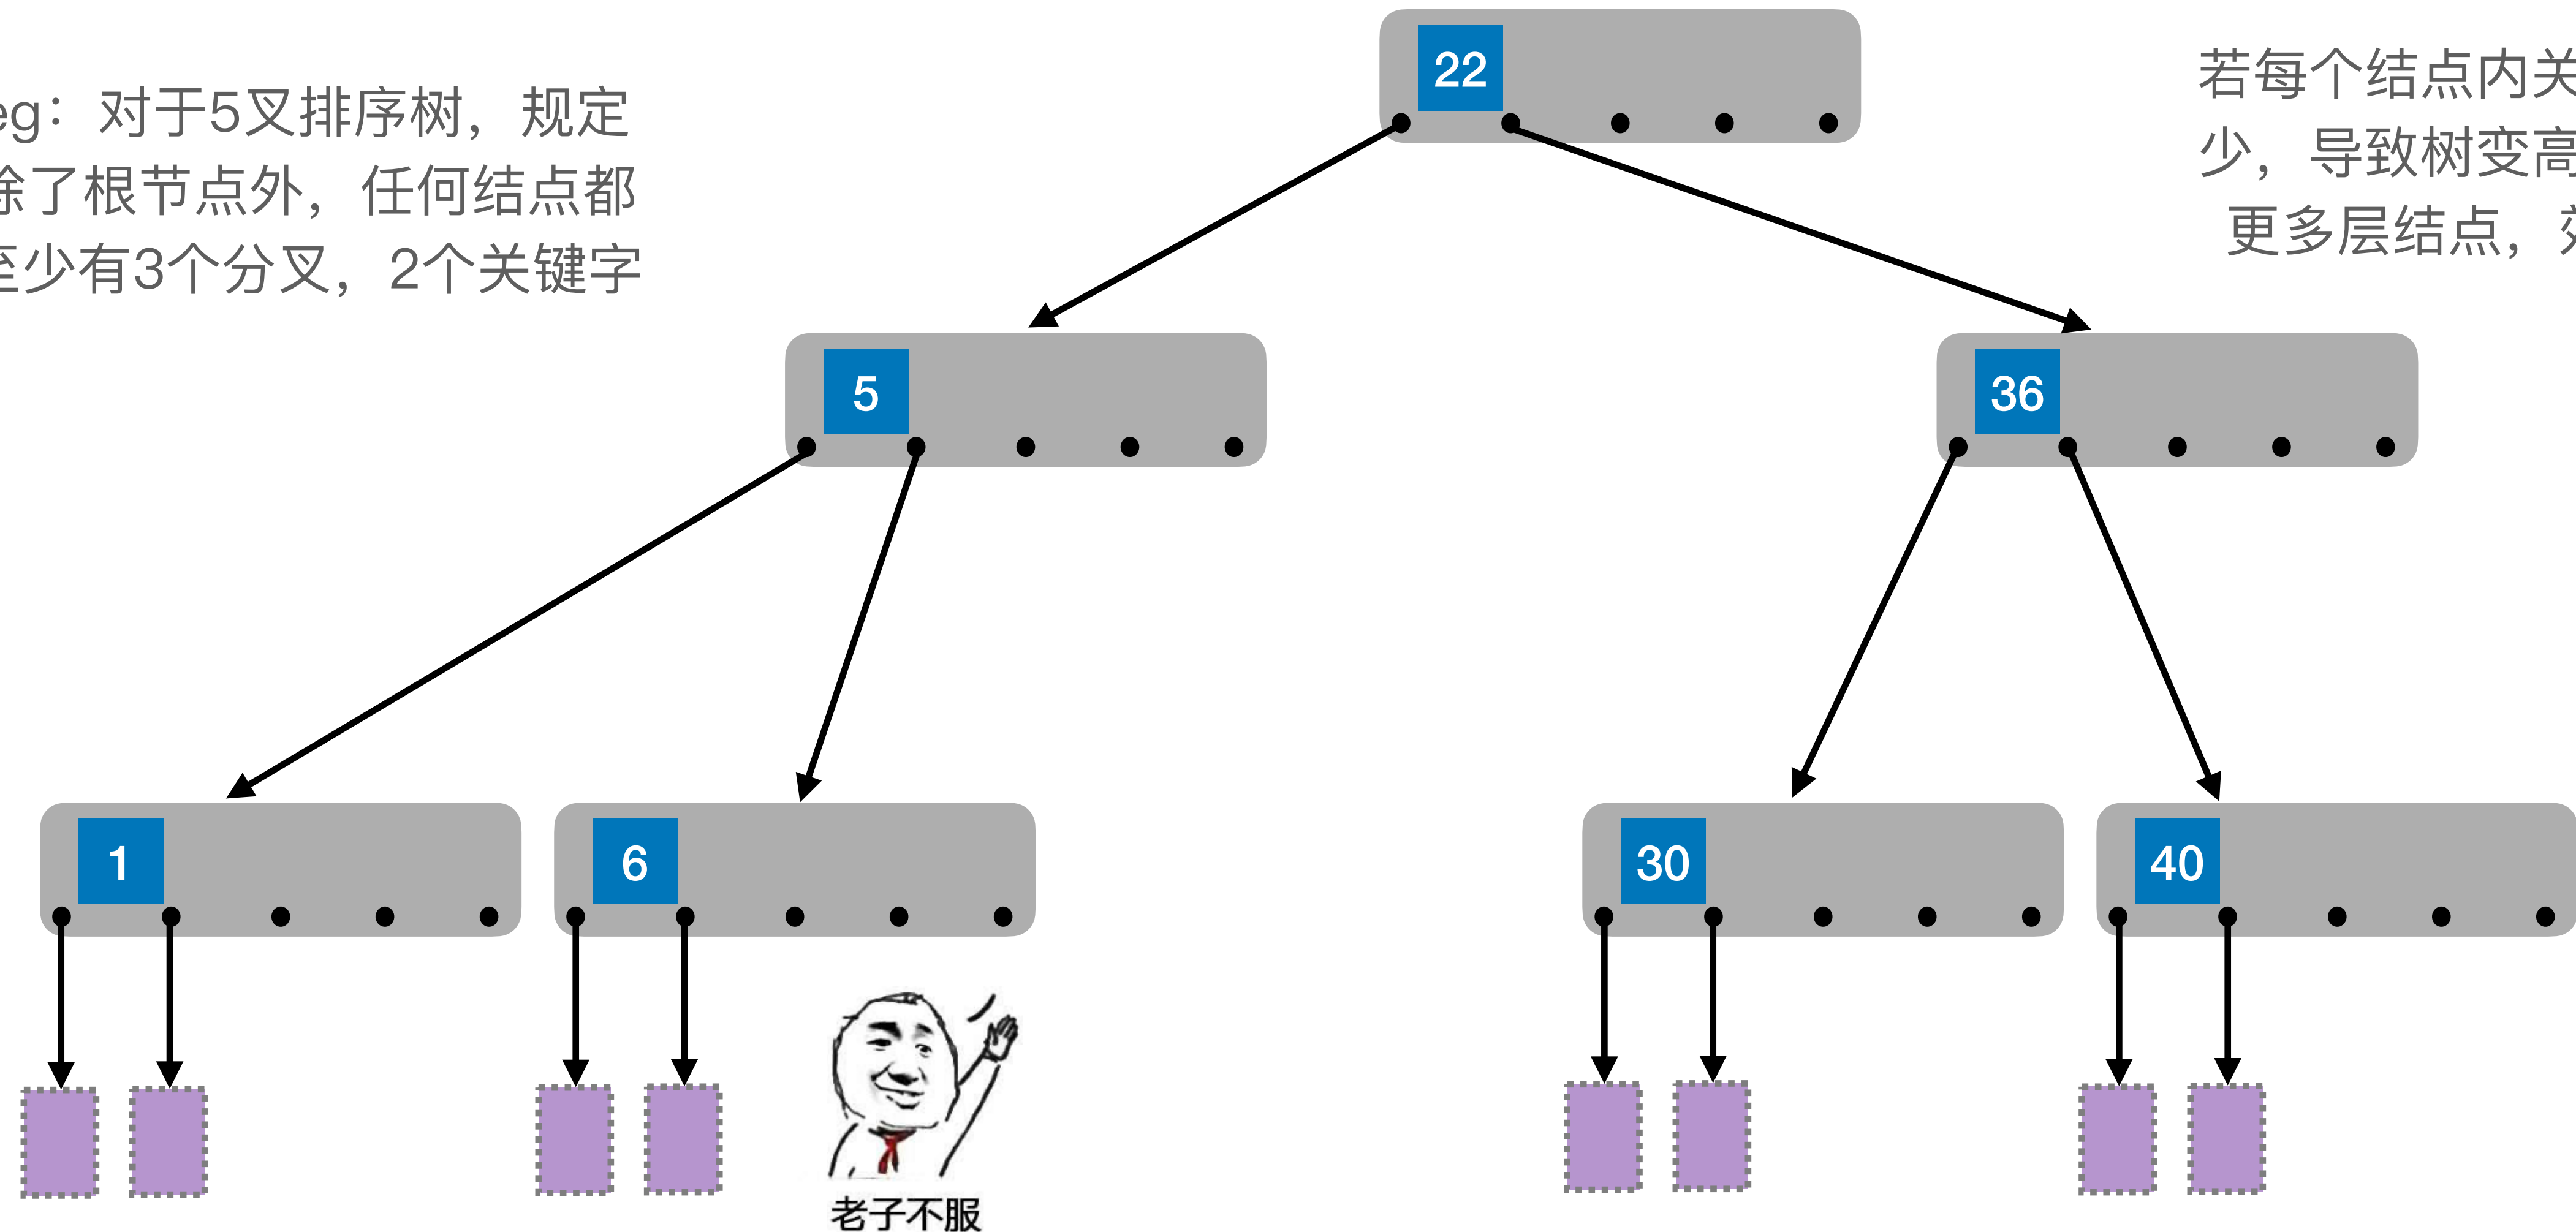 eg：对于5叉排序树，规定
除了根节点外，任何结点都
至少有3个分叉，2个关键字
22
若每个结点内关
少，导致树变高
更多层结点，效
5
36
1
6
30
40
老子不服